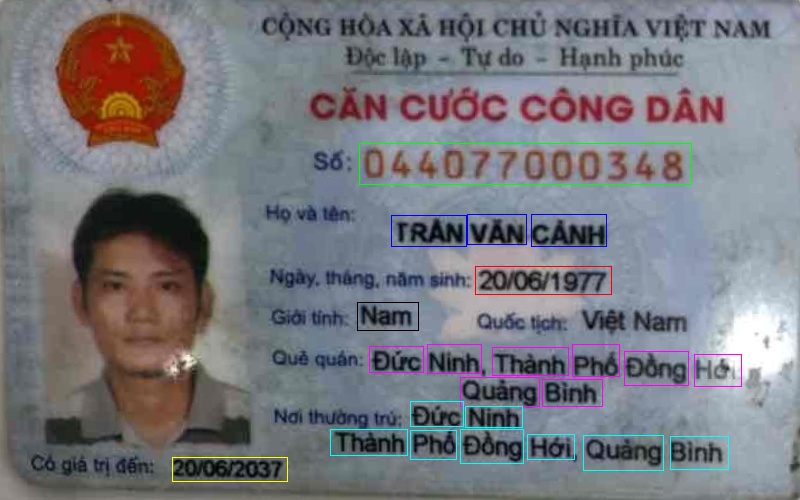 CỘNG HÒA XÃ HỘI CHỦ NGHĨA VIỆT NAM
Độc lập - Tự do - Hạnh phúc
CĂN CƯỚC CÔNG DÂN
Số: 044077000348
Họ và tên:
TRẦN VĂN CẢNH
Ngày, tháng, năm sinh: 20/06/1977
Giới tính: Nam Quốc tịch: Việt Nam
Quê quán: Đức Ninh, Thành Phố Đồng Hới,
Quảng Bình
Nơi thường trú: Đức Ninh
Thành Phố Đồng Hới, Quảng Bình
Có giá trị đến: 20/06/2037